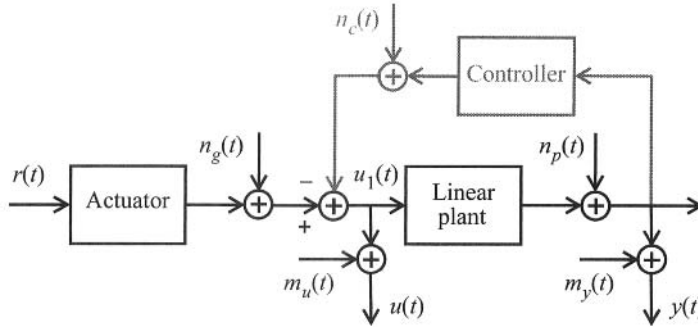 n_c(t)
Controller
n_g(t)
u_1(t)
n_p(t)
r(t)
Actuator
−
Linear
plant
+
m_u(t)
u(t)
m_y(t)
y(t